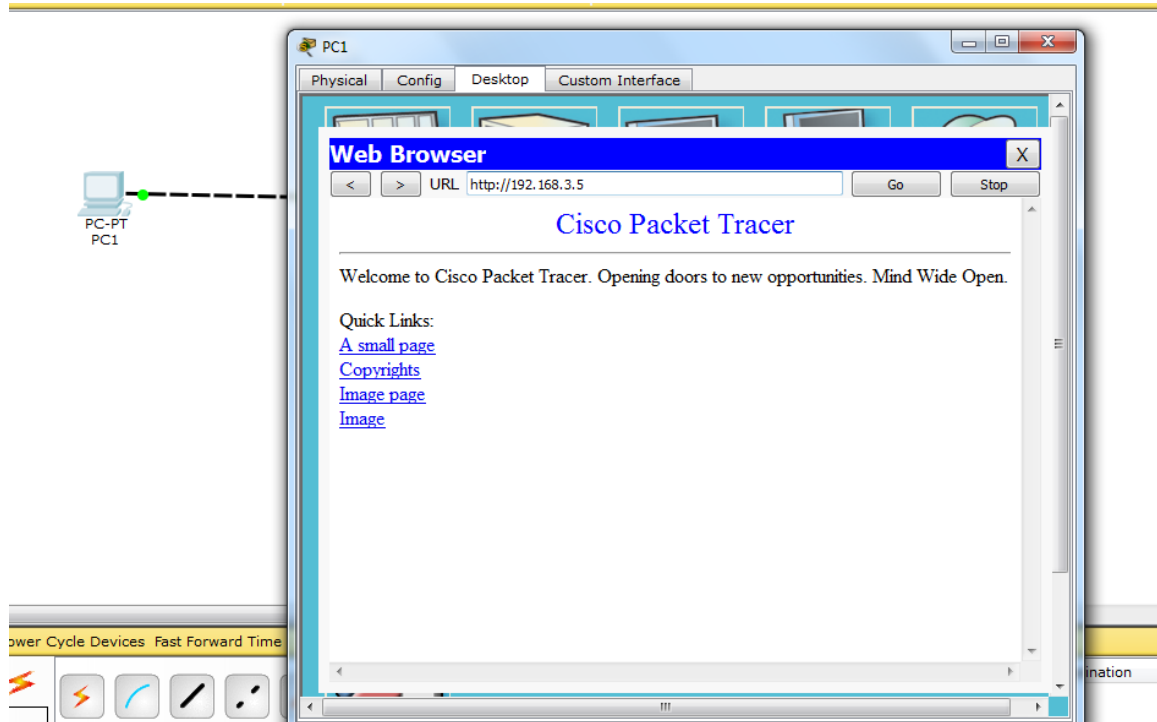 PC1
Physical Config Desktop Custom Interface
Web Browser X
< > URL http://192.168.3.5 Go Stop
Cisco Packet Tracer
Welcome to Cisco Packet Tracer. Opening doors to new opportunities. Mind Wide Open.
Quick Links:
A small page
Copyrights
Image page
Image
PC-PT
PC1
ower Cycle Devices Fast Forward Time
ination